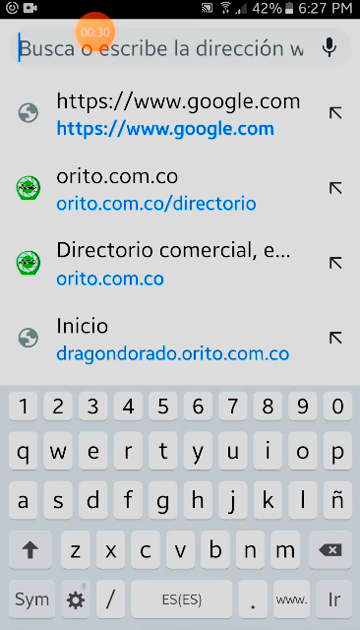 42% 6:27 PM
00:30
Busca o escribe la dirección w
https://www.google.com
https://www.google.com
orito.com.co
orito.com.co/directorio
Directorio comercial, e...
orito.com.co
Inicio
dragondorado.orito.com.co
1 2 3 4 5 6 7 8 9 0
q w e r t y u i o p
a s d f g h j k l ñ
z x c v b n m
Sym / ES(ES) . www. Ir